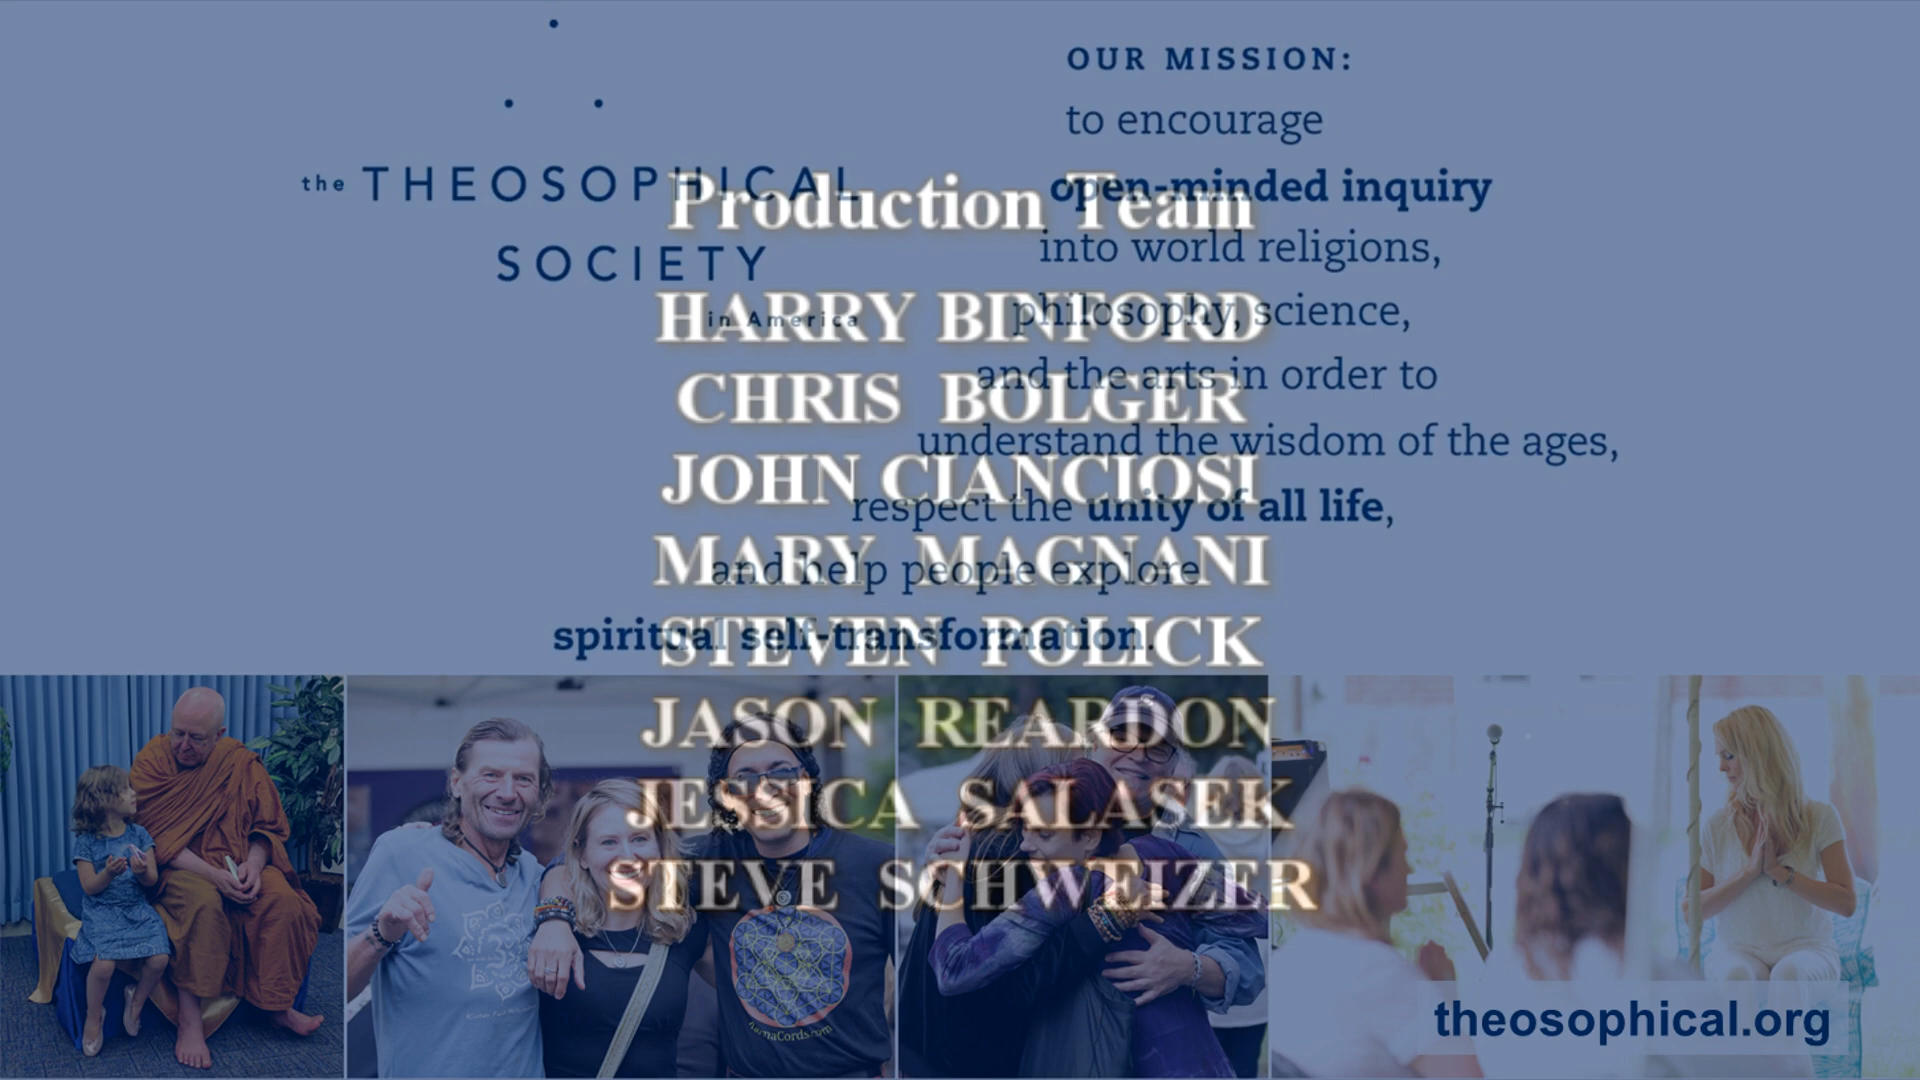 the THEOSOPHICAL
SOCIETY
in America
OUR MISSION:
to encourage
open-minded inquiry
into world religions,
philosophy, science,
and the arts in order to
understand the wisdom of the ages,
respect the unity of all life,
and help people explore
spiritual self-transformation.
Production Team
HARRY BINFORD
CHRIS BOLGER
JOHN CIANCIOSI
MARY MAGNANI
STEVEN POLICK
JASON REARDON
JESSICA SALASEK
STEVE SCHWEIZER
theosophical.org